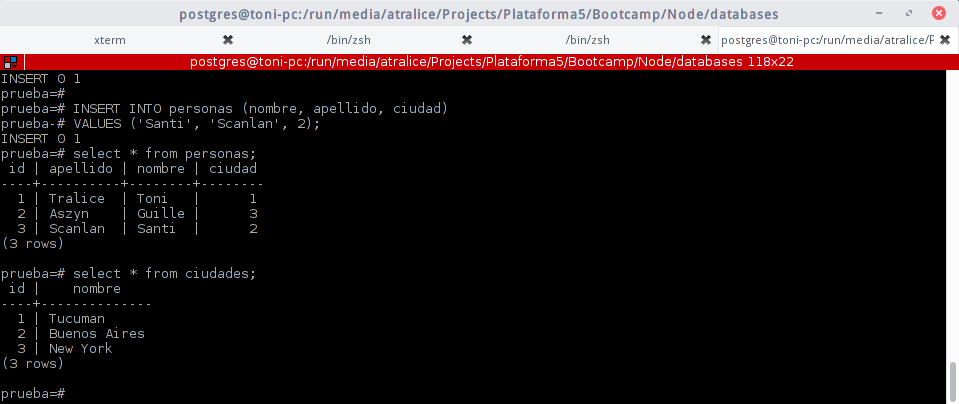 postgres@toni-pc:/run/media/atralice/Projects/Plataforma5/Bootcamp/Node/databases
xterm /bin/zsh /bin/zsh postgres@toni-pc:/run/media/atralice/P
postgres@toni-pc:/run/media/atralice/Projects/Plataforma5/Bootcamp/Node/databases 118x22
INSERT 0 1
prueba=#
prueba=# INSERT INTO personas (nombre, apellido, ciudad)
prueba-# VALUES ('Santi', 'Scanlan', 2);
INSERT 0 1
prueba=# select * from personas;
 id | apellido | nombre | ciudad
----+----------+--------+--------
  1 | Tralice  | Toni   |      1
  2 | Aszyn    | Guille |      3
  3 | Scanlan  | Santi  |      2
(3 rows)
prueba=# select * from ciudades;
 id |    nombre
----+--------------
  1 | Tucuman
  2 | Buenos Aires
  3 | New York
(3 rows)
prueba=#